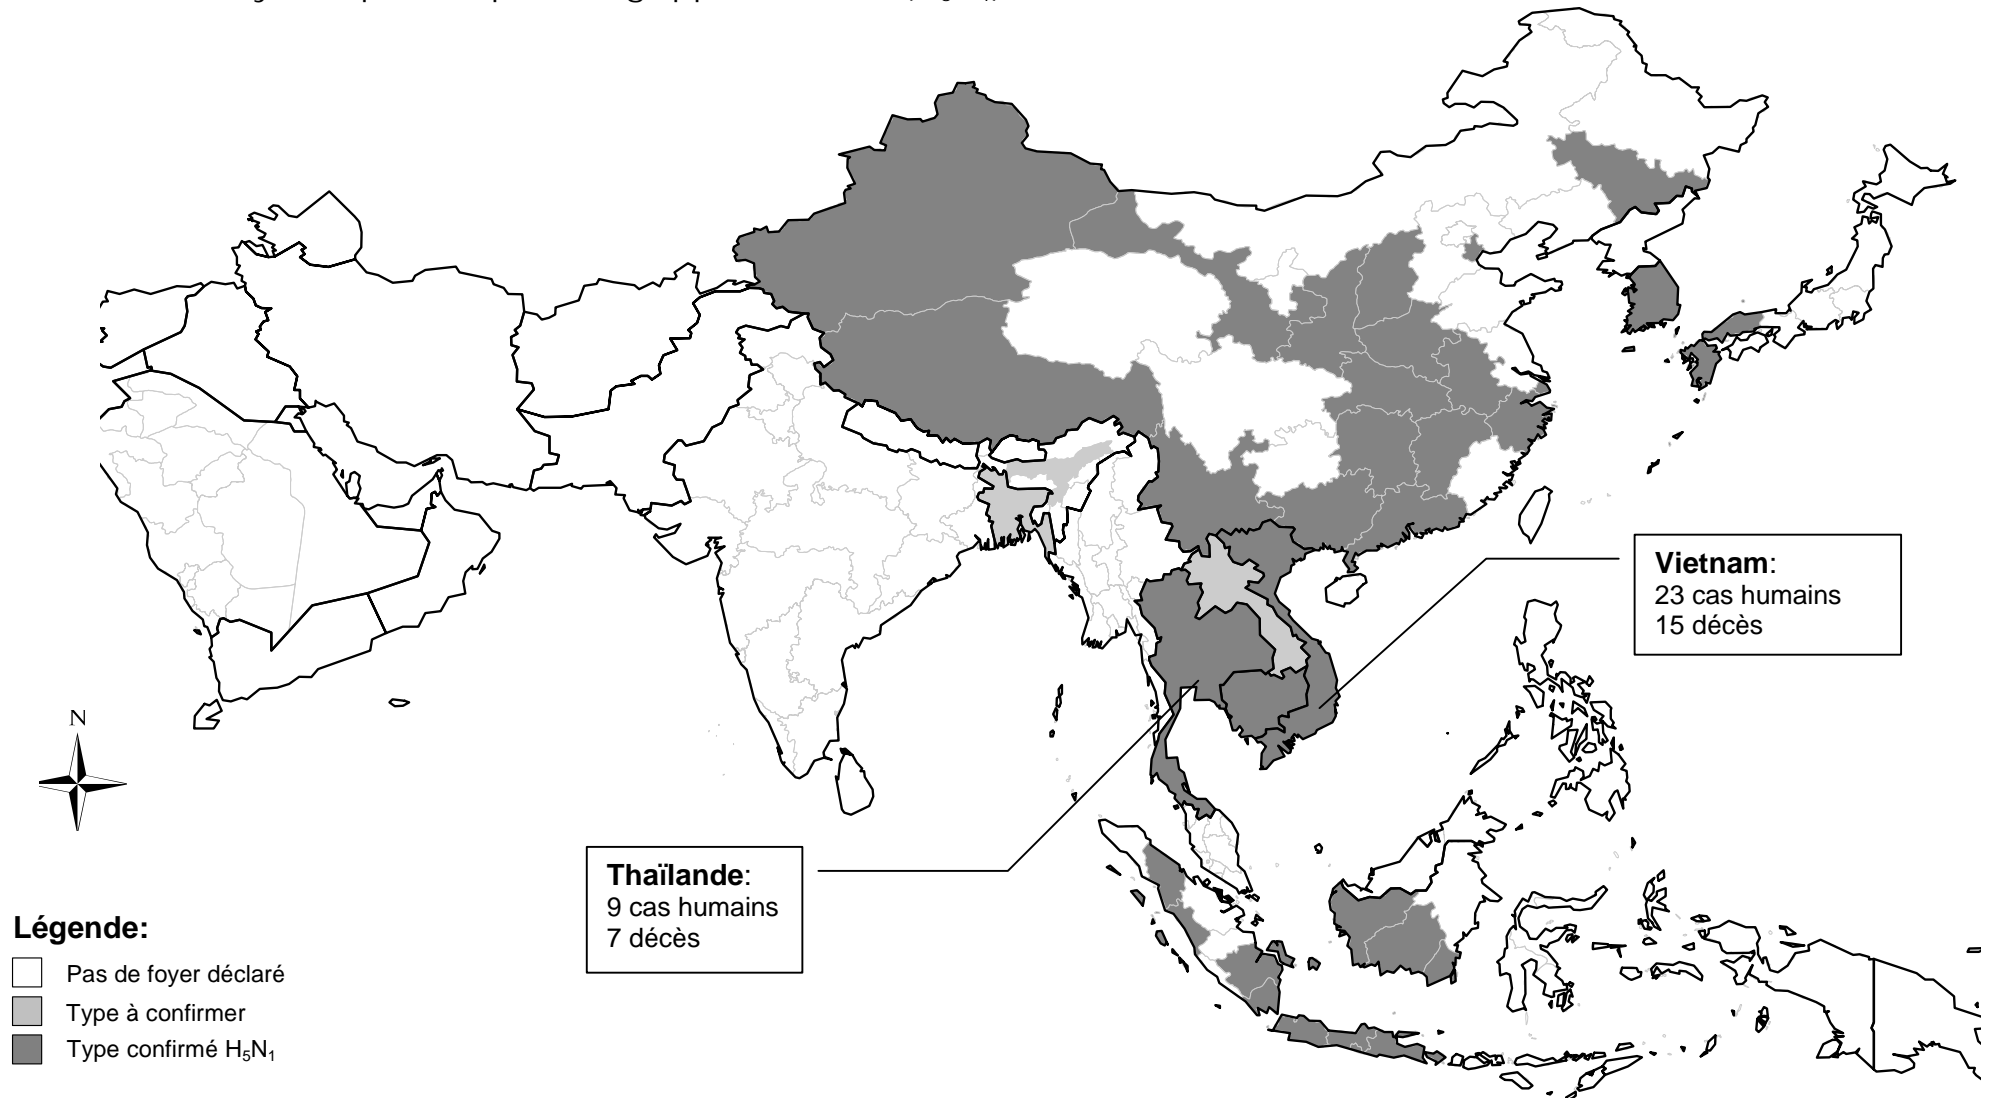 Vietnam:
23 cas humains
15 décès
N
Thaïlande:
9 cas humains
7 décès
Légende:
Pas de foyer déclaré
Type à confirmer
Type confirmé H₅N₁